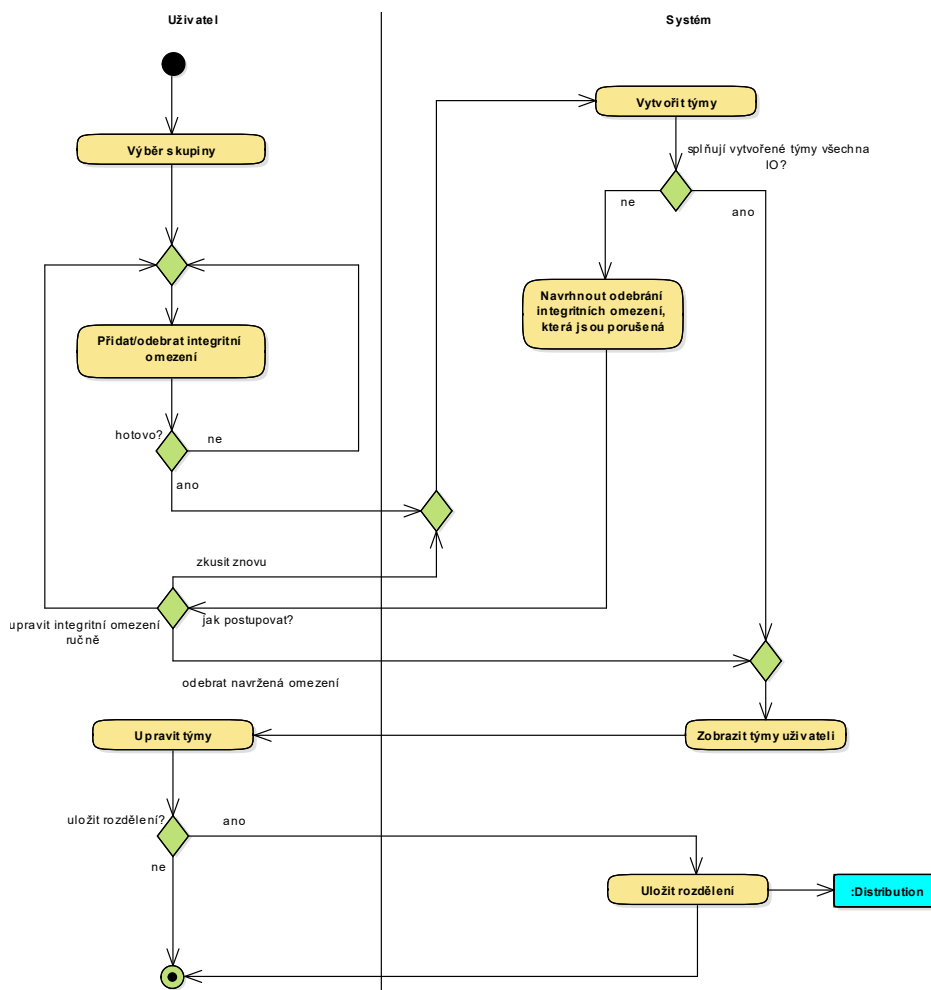 Uživatel
Systém
Vytvořit týmy
Výběr skupiny
splňují vytvořené týmy všechna
IO?
ne
ano
Navrhnout odebrání
integritních omezení,
která jsou porušená
Přidat/odebrat integritní
omezení
hotovo?
ne
ano
zkusit znovu
jak postupovat?
upravit integritní omezení
ručně
odebrat navržená omezení
Upravit týmy
Zobrazit týmy uživateli
uložit rozdělení?
ano
ne
Uložit rozdělení
:Distribution